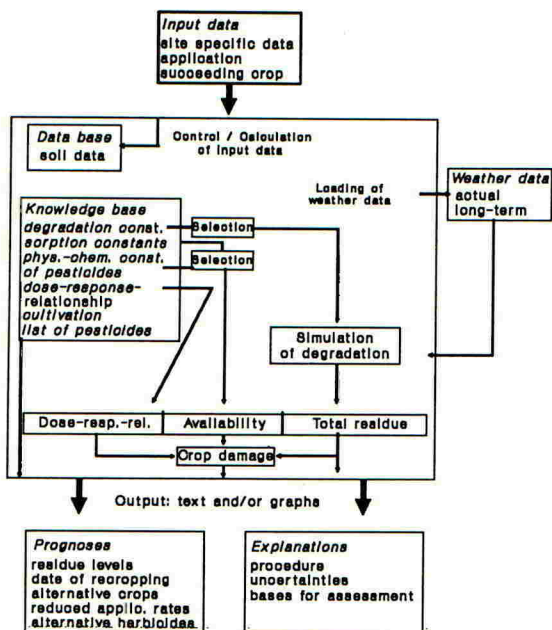 Input data
site specific data
application
succeeding crop
Data base
soil data
Control / Calculation
of input data
Loading of
weather data
Weather data
actual
long-term
Knowledge base
degradation const.
sorption constants
phys.-chem. const.
of pesticides
dose-response-
relationship
cultivation
list of pesticides
Selection
Selection
Simulation
of degradation
Dose-resp.-rel.
Availability
Total residue
Crop damage
Output: text and/or graphs
Prognoses
residue levels
date of recropping
alternative crops
reduced applic. rates
alternative herbicides
Explanations
procedure
uncertainties
bases for assessment